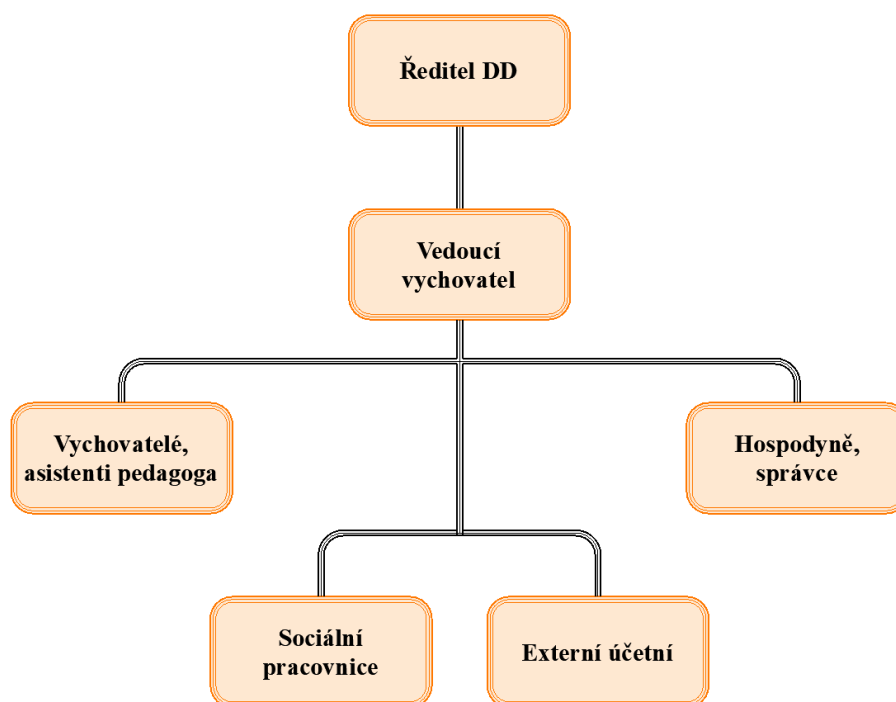 Ředitel DD
Vedoucí
vychovatel
Vychovatelé,
asistenti pedagoga
Hospodyně,
správce
Sociální
pracovnice
Externí účetní